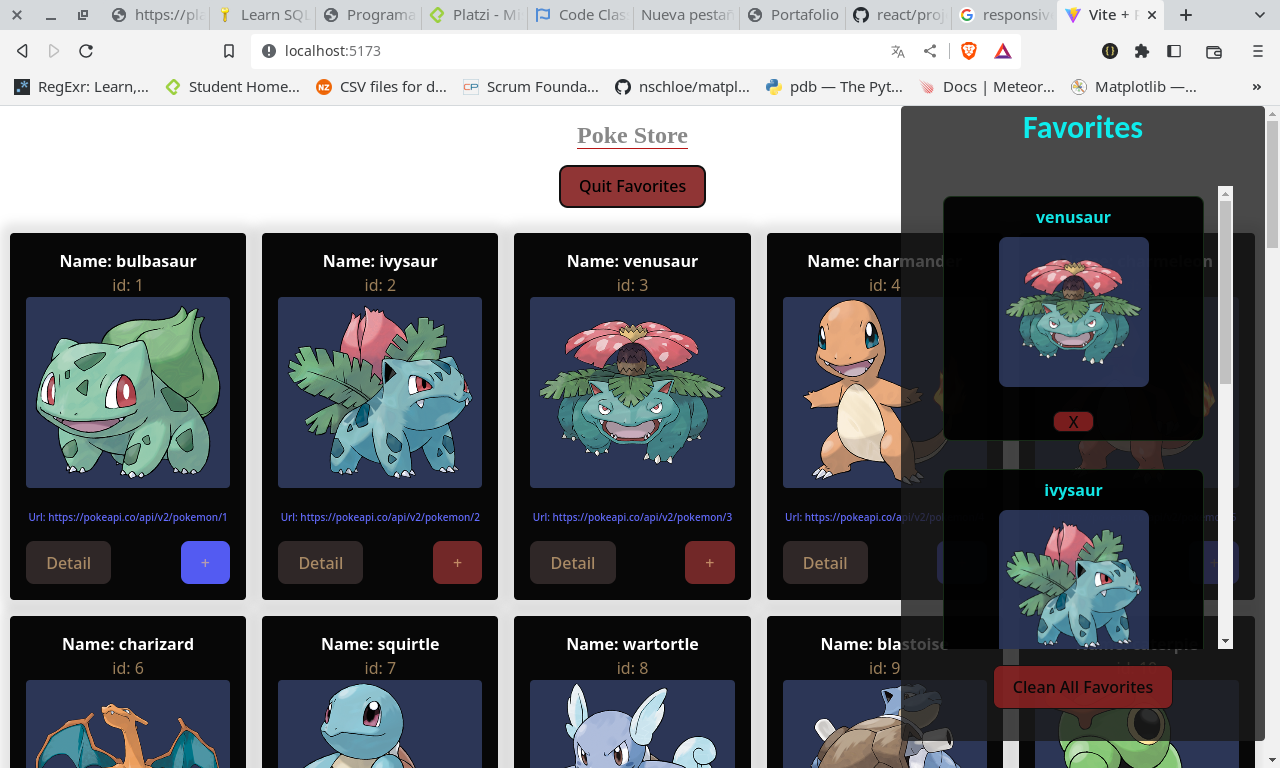 https://pla
Learn SQL
Programa
Platzi - Mi
Code Clas
Nueva pestañ
Portafolio
react/proj
responsiv
Vite + R
localhost:5173
RegExr: Learn,...
Student Home...
CSV files for d...
Scrum Founda...
nschloe/matpl...
pdb — The Pyt...
Docs | Meteor...
Matplotlib —...
»
Poke Store
Quit Favorites
Name: bulbasaur
id: 1
Url: https://pokeapi.co/api/v2/pokemon/1
Detail
+
Name: ivysaur
id: 2
Url: https://pokeapi.co/api/v2/pokemon/2
Detail
+
Name: venusaur
id: 3
Url: https://pokeapi.co/api/v2/pokemon/3
Detail
+
Name: charmander
id: 4
Url: https://pokeapi.co/api/v2/pok
Detail
Name: charizard
id: 6
Name: squirtle
id: 7
Name: wartortle
id: 8
Name: blastoise
id: 9
Favorites
venusaur
X
ivysaur
Clean All Favorites